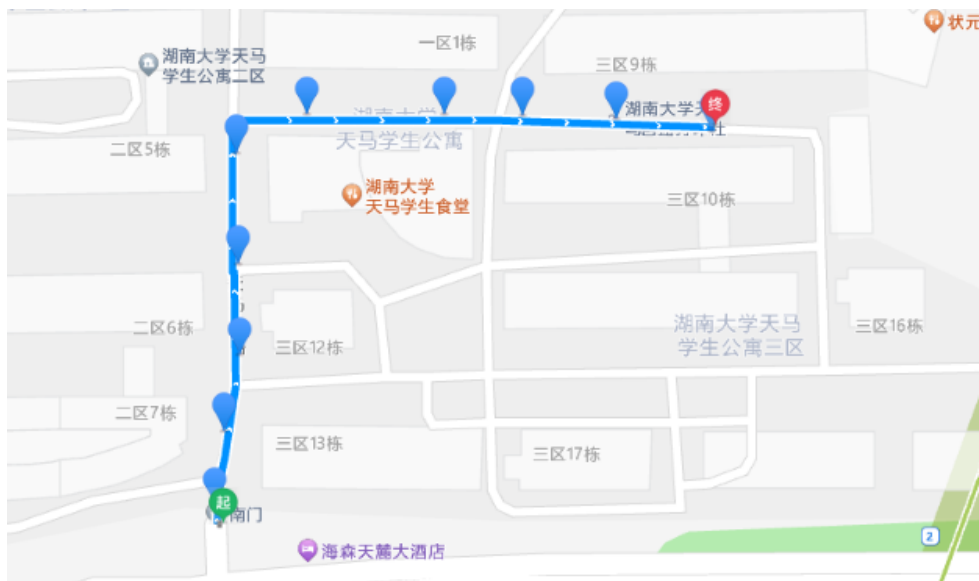 状元
一区1栋
湖南大学天马
学生公寓二区
三区9栋
终
湖南大学天
湖南大学
天马学生公寓
二区5栋
湖南大学
天马学生食堂
三区10栋
二区6栋
三区12栋
湖南大学天马
学生公寓三区
三区16栋
二区7栋
三区13栋
三区17栋
起
南门
2
海森天麓大酒店